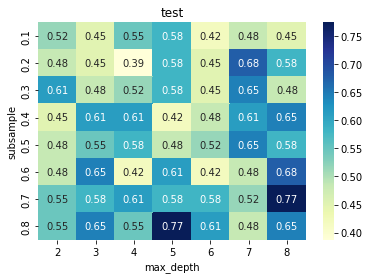 test
0.1 0.52 0.45 0.55 0.58 0.42 0.48 0.45
0.2 0.48 0.45 0.39 0.58 0.45 0.68 0.58
0.3 0.61 0.48 0.52 0.58 0.45 0.65 0.48
0.4 0.45 0.61 0.61 0.42 0.48 0.61 0.65
0.5 0.48 0.55 0.58 0.48 0.52 0.65 0.58
0.6 0.48 0.65 0.42 0.61 0.42 0.48 0.68
0.7 0.55 0.58 0.61 0.58 0.58 0.52 0.77
0.8 0.55 0.65 0.55 0.77 0.61 0.48 0.65
2 3 4 5 6 7 8
max_depth
subsample
0.75
0.70
0.65
0.60
0.55
0.50
0.45
0.40